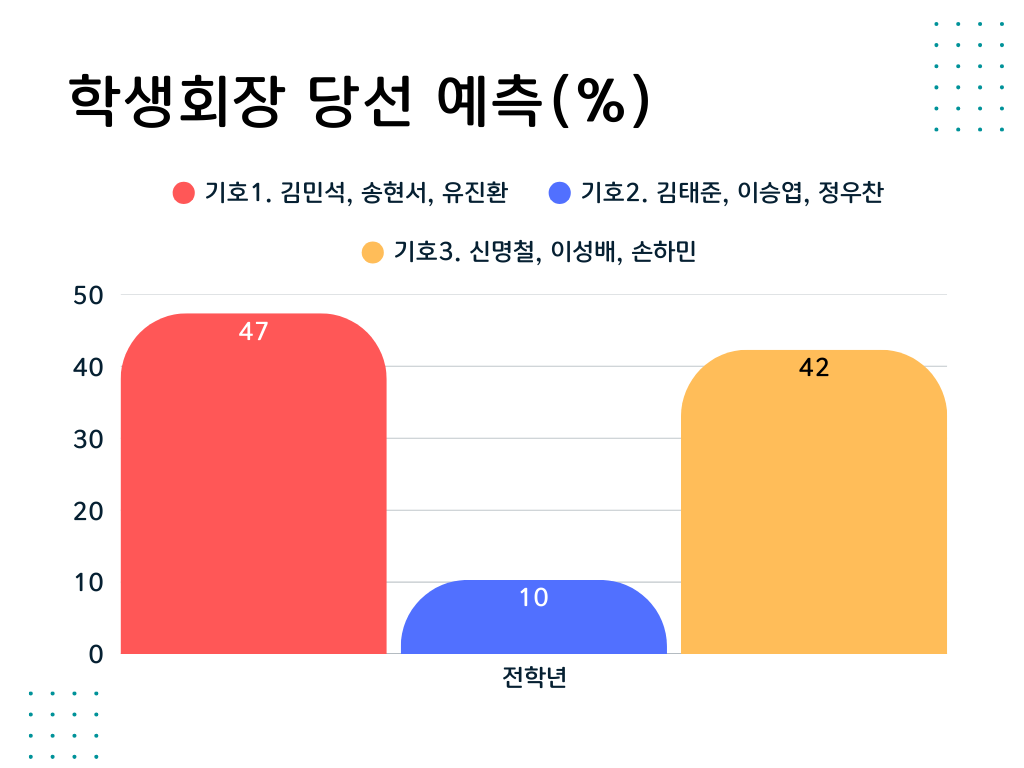 학생회장 당선 예측(%)
기호1. 김민석, 송현서, 유진환
기호2. 김태준, 이승엽, 정우찬
기호3. 신명철, 이성배, 손하민
50
40
30
20
10
0
47
10
42
전학년